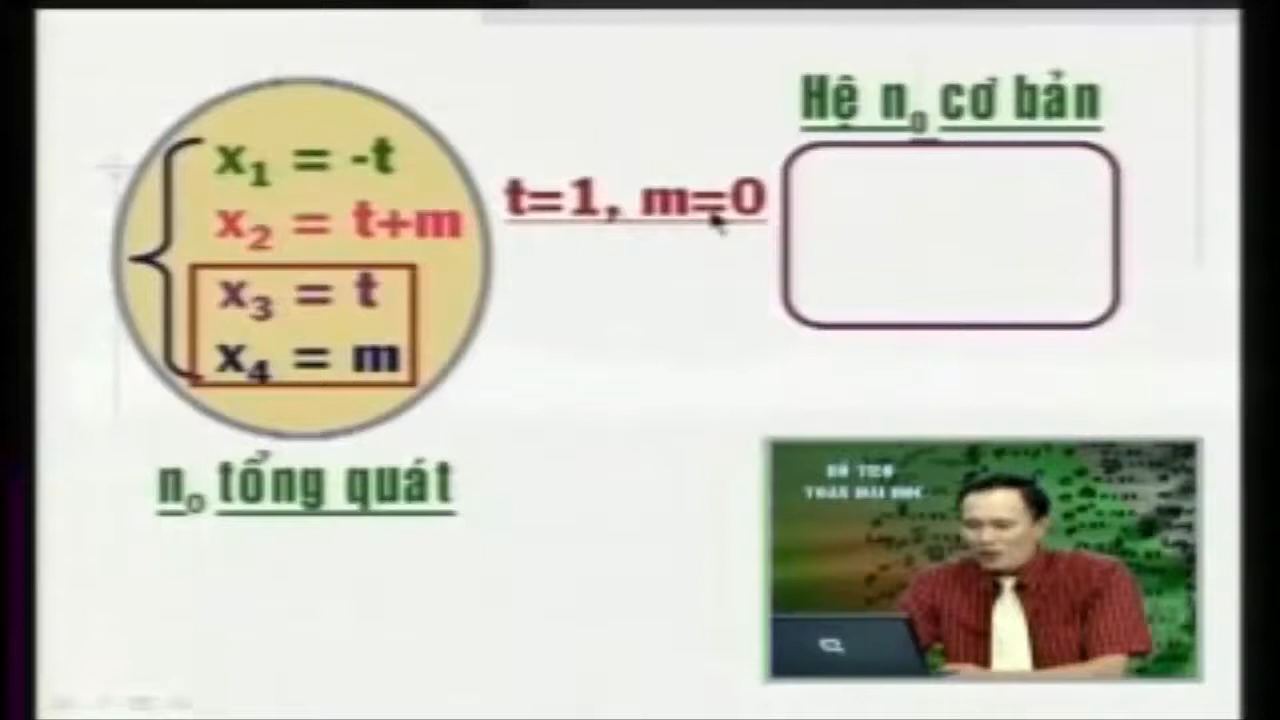 x₁ = -t
x₂ = t+m
x₃ = t
x₄ = m
n₀ tổng quát
t=1, m=0
Hệ n₀ cơ bản